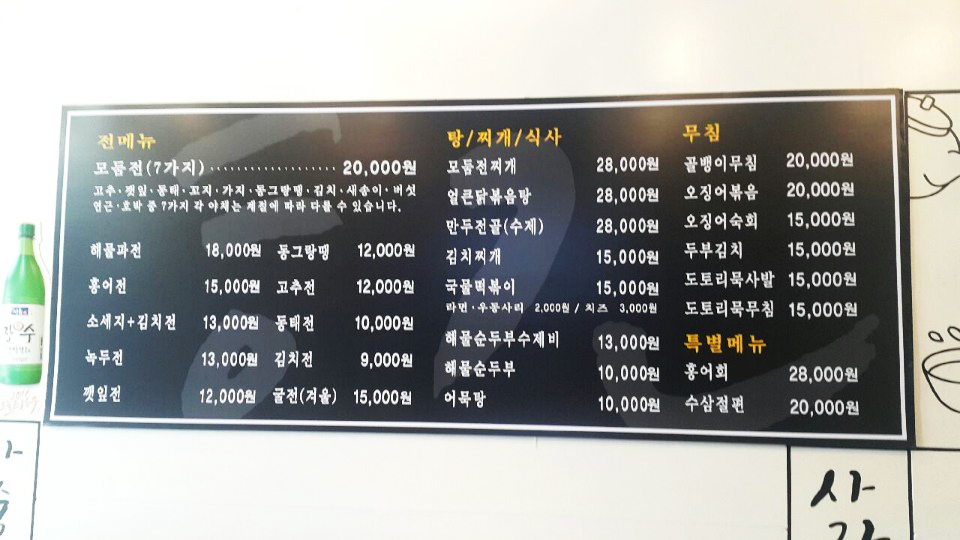 전메뉴
모듬전(7가지) 20,000원
고추·깻잎·동태·꼬지·가지·동그랑땡·김치·새송이·버섯
연근·호박 중 7가지 각 야채는 계절에 따라 다를 수 있습니다.
해물파전 18,000원 동그랑땡 12,000원
홍어전 15,000원 고추전 12,000원
소세지+김치전 13,000원 동태전 10,000원
녹두전 13,000원 김치전 9,000원
깻잎전 12,000원 굴전(겨울) 15,000원
탕/찌개/식사
모듬전찌개 28,000원
얼큰닭볶음탕 28,000원
만두전골(수제) 28,000원
김치찌개 15,000원
국물떡볶이 15,000원
라면·우동사리 2,000원 / 치즈 3,000원
해물순두부수제비 13,000원
해물순두부 10,000원
어묵탕 10,000원
무침
골뱅이무침 20,000원
오징어볶음 20,000원
오징어숙회 15,000원
두부김치 15,000원
도토리묵사발 15,000원
도토리묵무침 15,000원
특별메뉴
홍어회 28,000원
수삼절편 20,000원
사